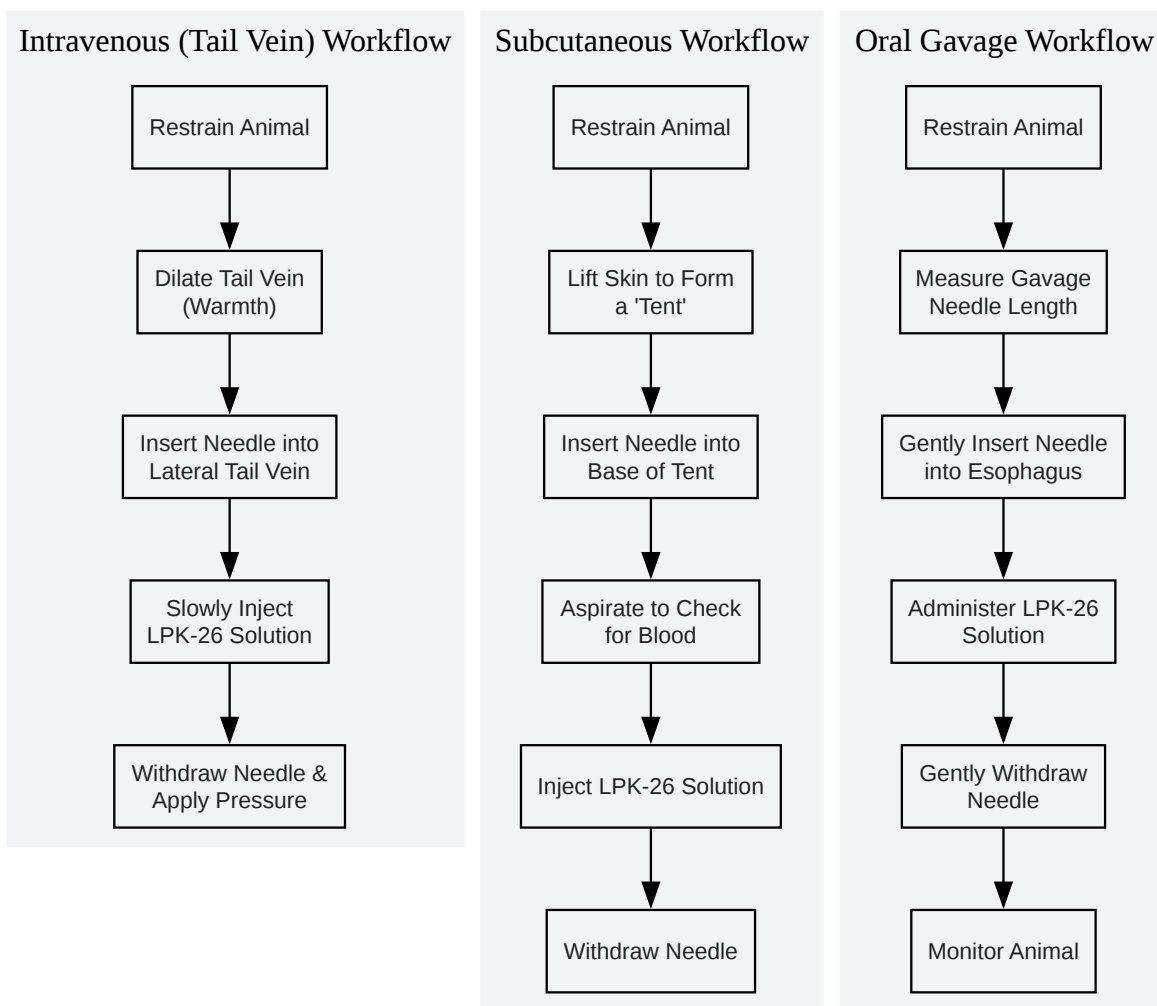 Intravenous (Tail Vein) Workflow
Restrain Animal
Dilate Tail Vein
(Warmth)
Insert Needle into
Lateral Tail Vein
Slowly Inject
LPK-26 Solution
Withdraw Needle &
Apply Pressure
Subcutaneous Workflow
Restrain Animal
Lift Skin to Form
a 'Tent'
Insert Needle into
Base of Tent
Aspirate to Check
for Blood
Inject LPK-26 Solution
Withdraw Needle
Oral Gavage Workflow
Restrain Animal
Measure Gavage
Needle Length
Gently Insert Needle
into Esophagus
Administer LPK-26
Solution
Gently Withdraw
Needle
Monitor Animal